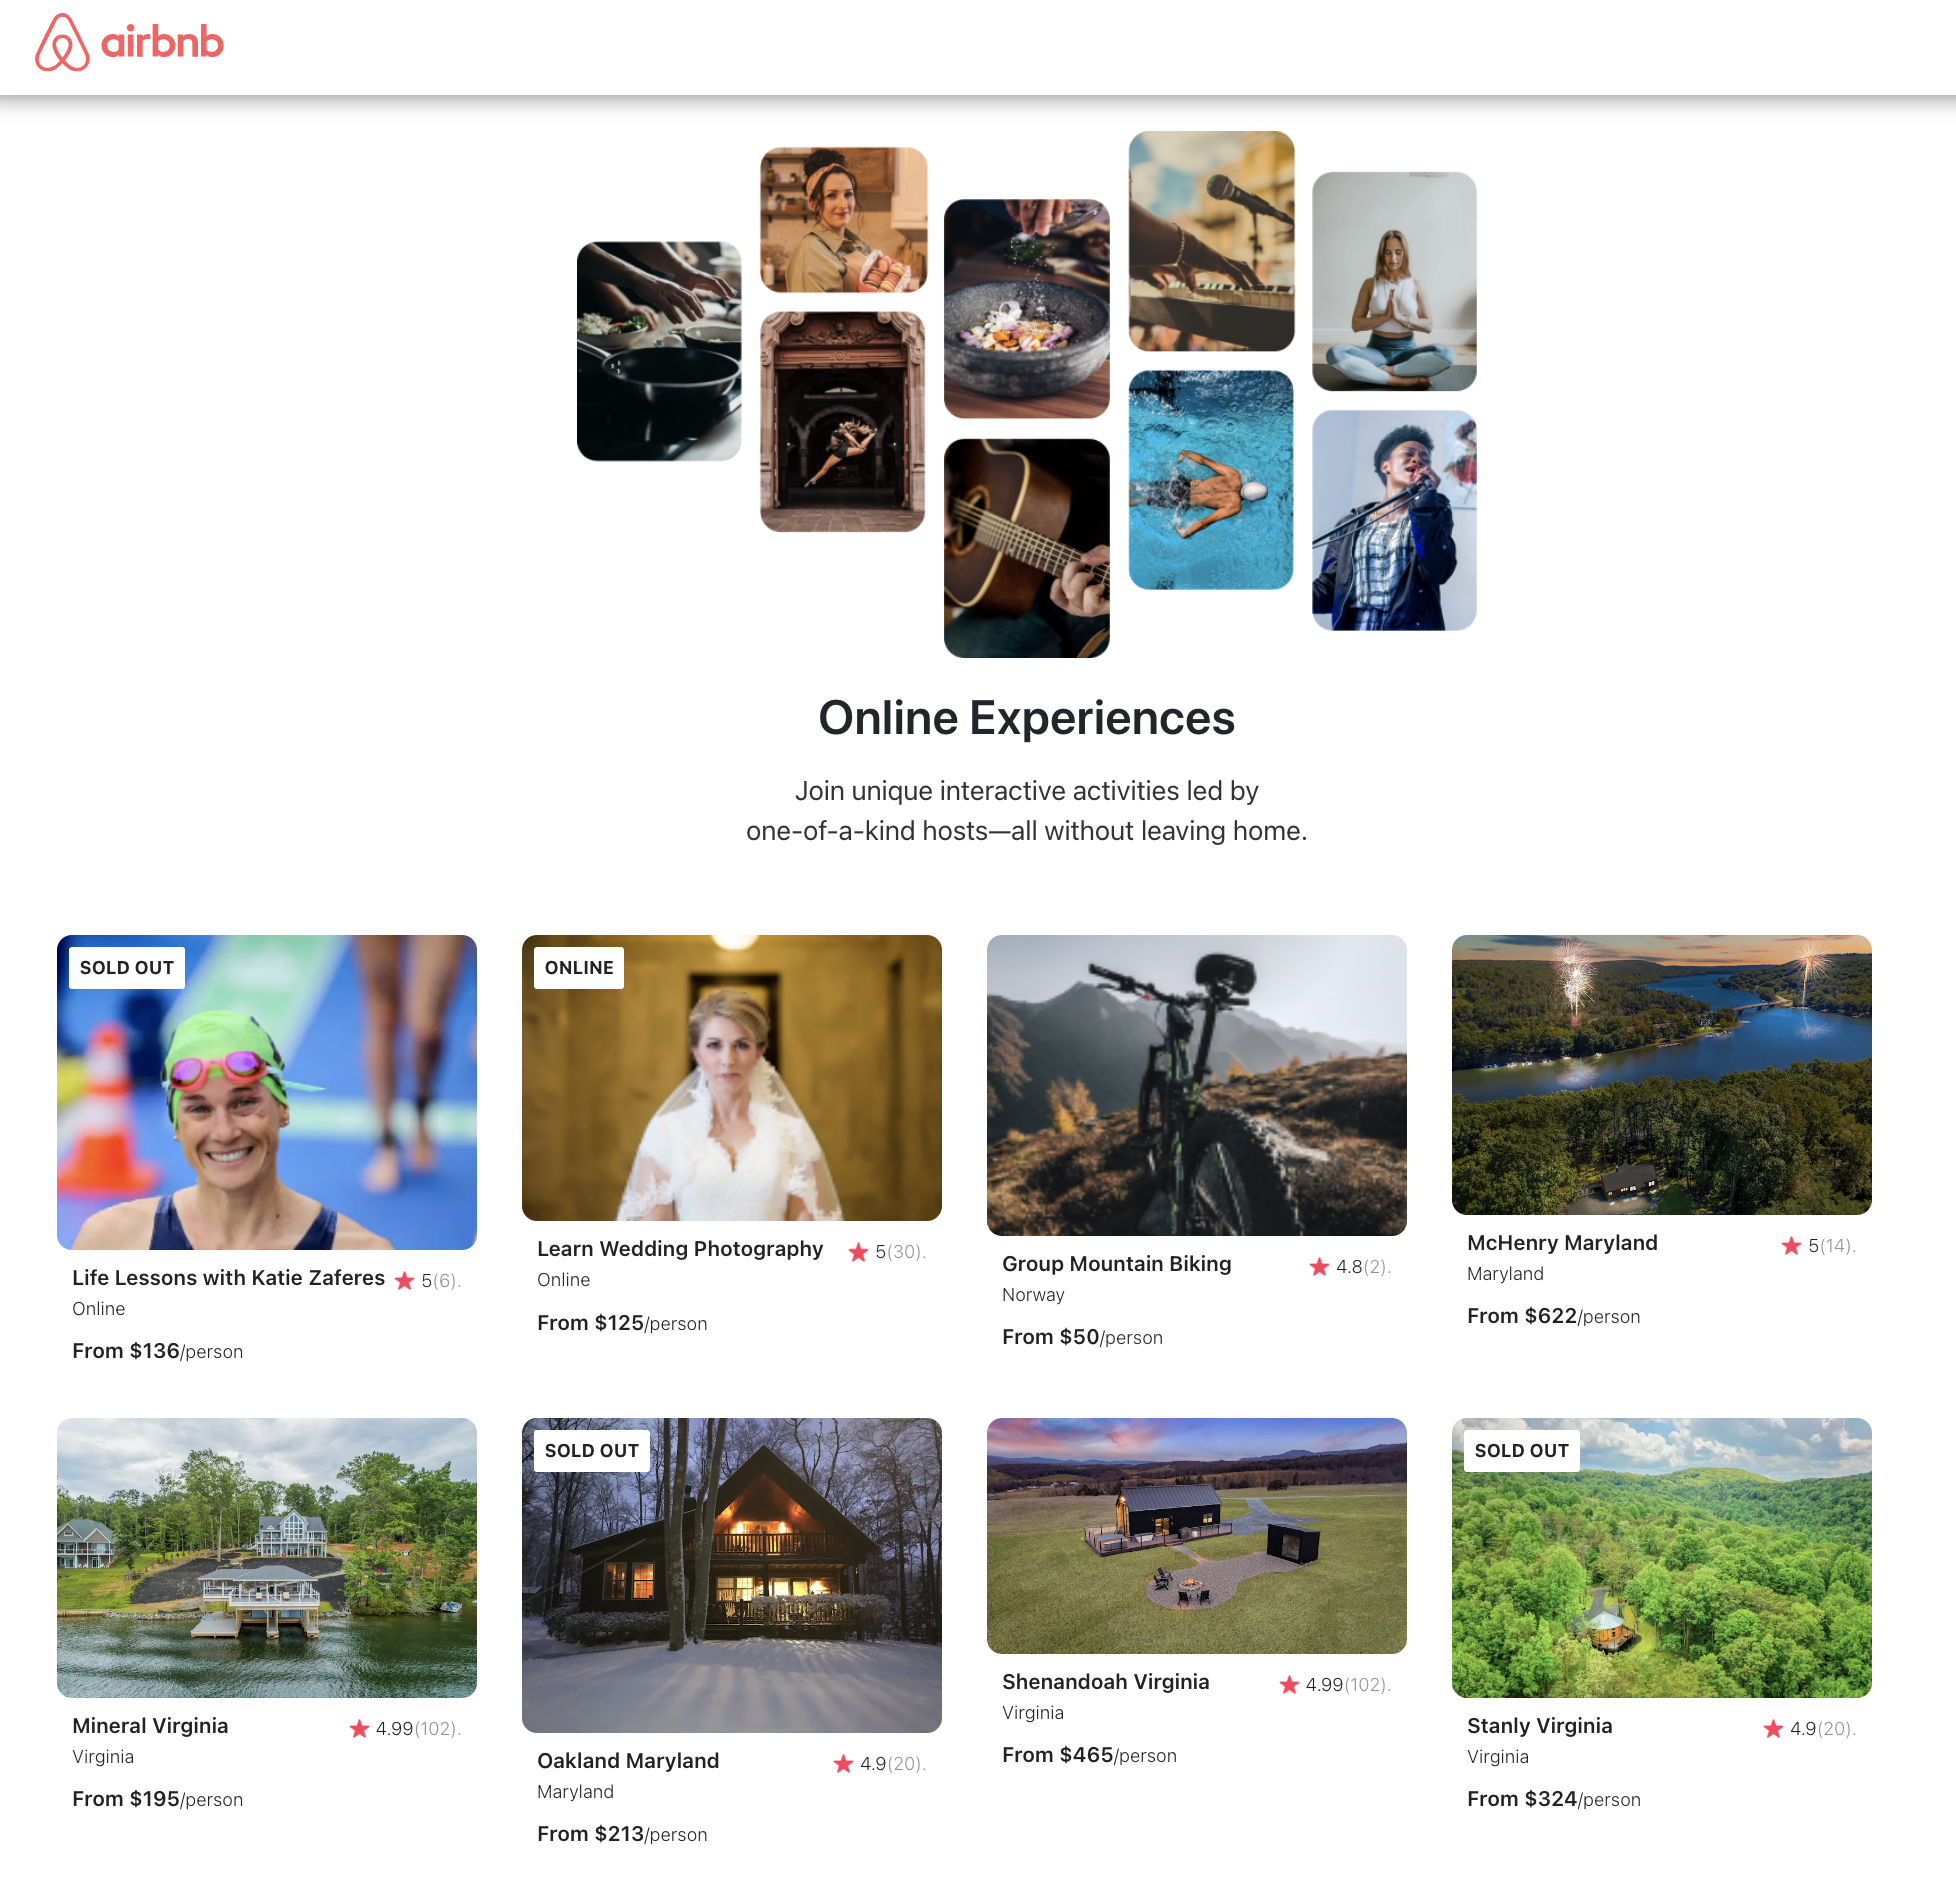 airbnb
Online Experiences
Join unique interactive activities led by
one-of-a-kind hosts—all without leaving home.
SOLD OUT
Life Lessons with Katie Zaferes 5(6).
Online
From $136/person
ONLINE
Learn Wedding Photography 5(30).
Online
From $125/person
Group Mountain Biking 4.8(2).
Norway
From $50/person
McHenry Maryland 5(14).
Maryland
From $622/person
Mineral Virginia 4.99(102).
Virginia
From $195/person
SOLD OUT
Oakland Maryland 4.9(20).
Maryland
From $213/person
Shenandoah Virginia 4.99(102).
Virginia
From $465/person
SOLD OUT
Stanly Virginia 4.9(20).
Virginia
From $324/person